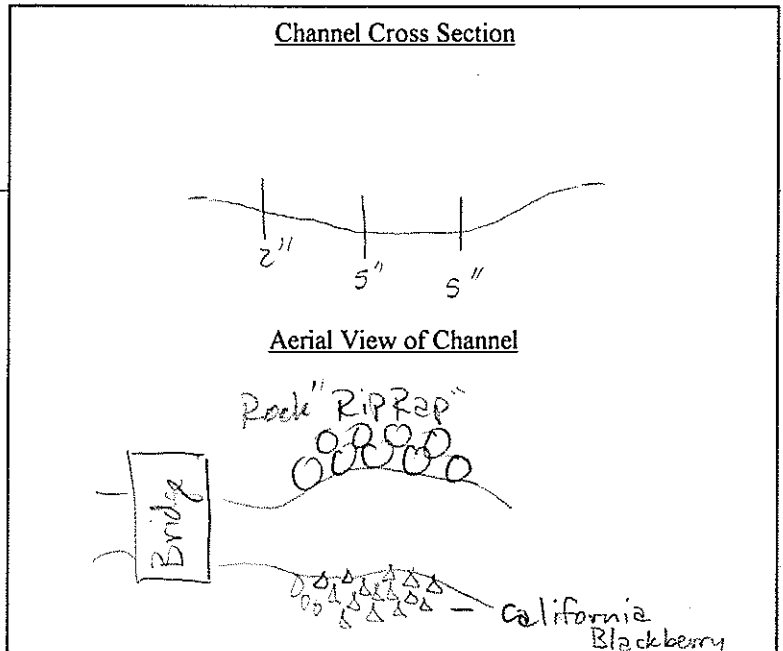 Channel Cross Section
2" 5" 5"
Aerial View of Channel
Rock "RipRap"
Bridge
California
Blackberry